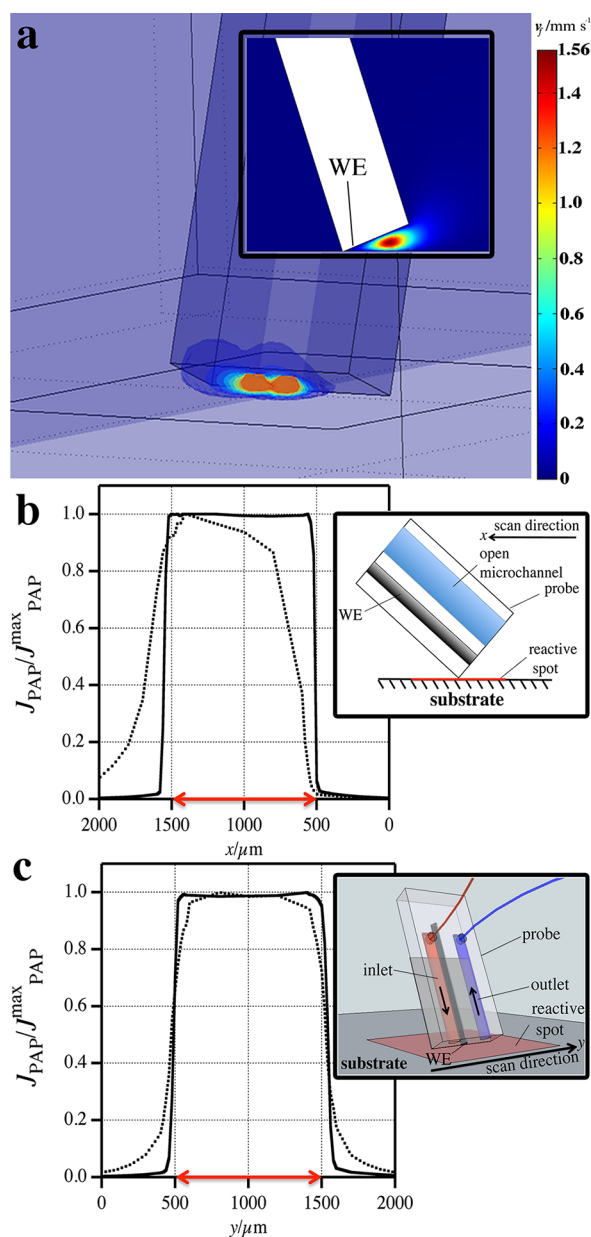 a
v_f /mm s⁻¹
1.56
1.4
1.2
1.0
0.8
0.6
0.4
0.2
0
WE
b
J_PAP/J^max_PAP
1.0
0.8
0.6
0.4
0.2
0.0
2000 1500 1000 500 0
x/μm
scan direction
x
open
microchannel
probe
WE
reactive
spot
substrate
c
J_PAP/J^max_PAP
1.0
0.8
0.6
0.4
0.2
0.0
0 500 1000 1500 2000
y/μm
probe
inlet
outlet
reactive
spot
y
substrate
WE
scan direction